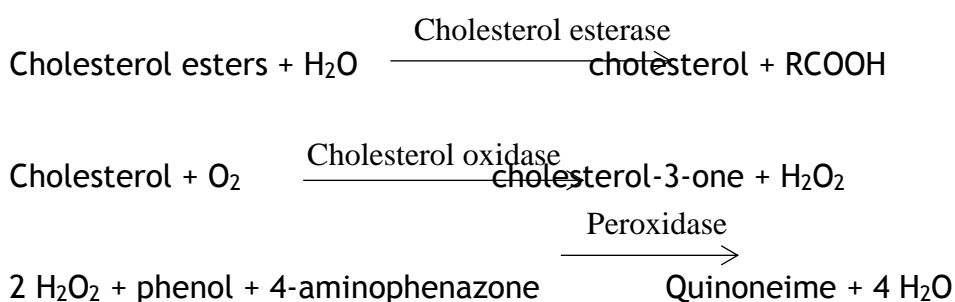 Cholesterol esterase
Cholesterol esters + H₂O cholesterol + RCOOH
Cholesterol oxidase
Cholesterol + O₂ cholesterol-3-one + H₂O₂
Peroxidase
2 H₂O₂ + phenol + 4-aminophenazone Quinoneime + 4 H₂O